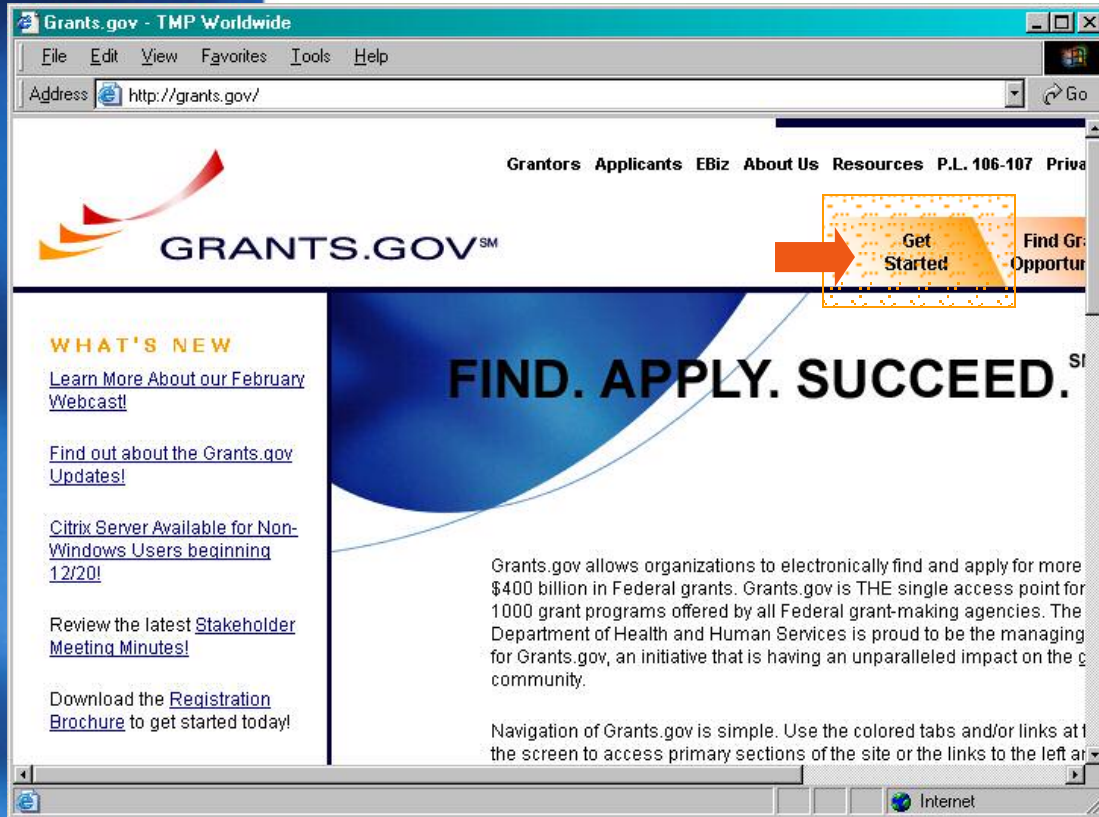 Grants.gov - TMP Worldwide
File Edit View Favorites Tools Help
Address http://grants.gov/ Go
Grantors Applicants EBiz About Us Resources P.L. 106-107 Priva
GRANTS.GOV SM
Get
Started!
Find Gra
Opportun
WHAT'S NEW
Learn More About our February
Webcast!
Find out about the Grants.gov
Updates!
Citrix Server Available for Non-
Windows Users beginning
12/20!
Review the latest Stakeholder
Meeting Minutes!
Download the Registration
Brochure to get started today!
FIND. APPLY. SUCCEED. SM
Grants.gov allows organizations to electronically find and apply for more
$400 billion in Federal grants. Grants.gov is THE single access point for
1000 grant programs offered by all Federal grant-making agencies. The
Department of Health and Human Services is proud to be the managing
for Grants.gov, an initiative that is having an unparalleled impact on the
community.
Navigation of Grants.gov is simple. Use the colored tabs and/or links at
the screen to access primary sections of the site or the links to the left
Internet